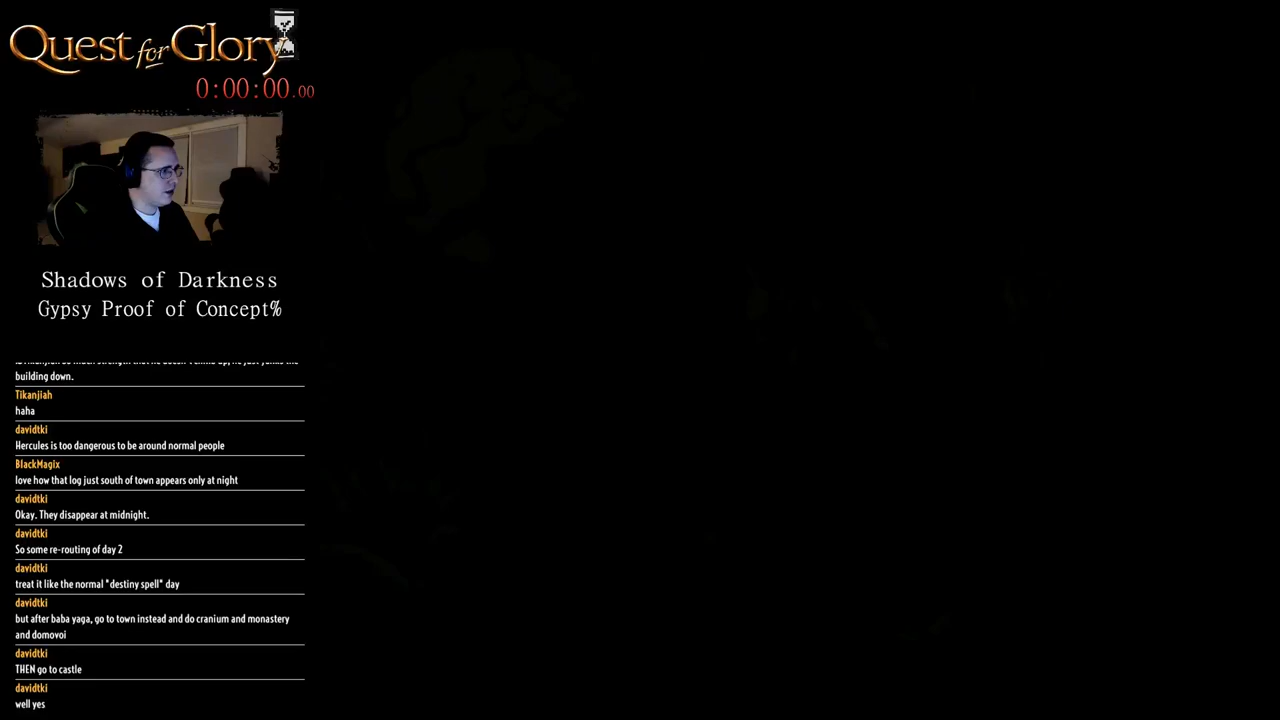 Quest for Glory
0:00:00.00
Shadows of Darkness
Gypsy Proof of Concept%
building down.
Tikanjiah
haha
davidtki
Hercules is too dangerous to be around normal people
BlackMagix
love how that log just south of town appears only at night
davidtki
Okay. They disappear at midnight.
davidtki
So some re-routing of day 2
davidtki
treat it like the normal "destiny spell" day
davidtki
but after baba yaga, go to town instead and do cranium and monastery
and domovoi
davidtki
THEN go to castle
davidtki
well yes